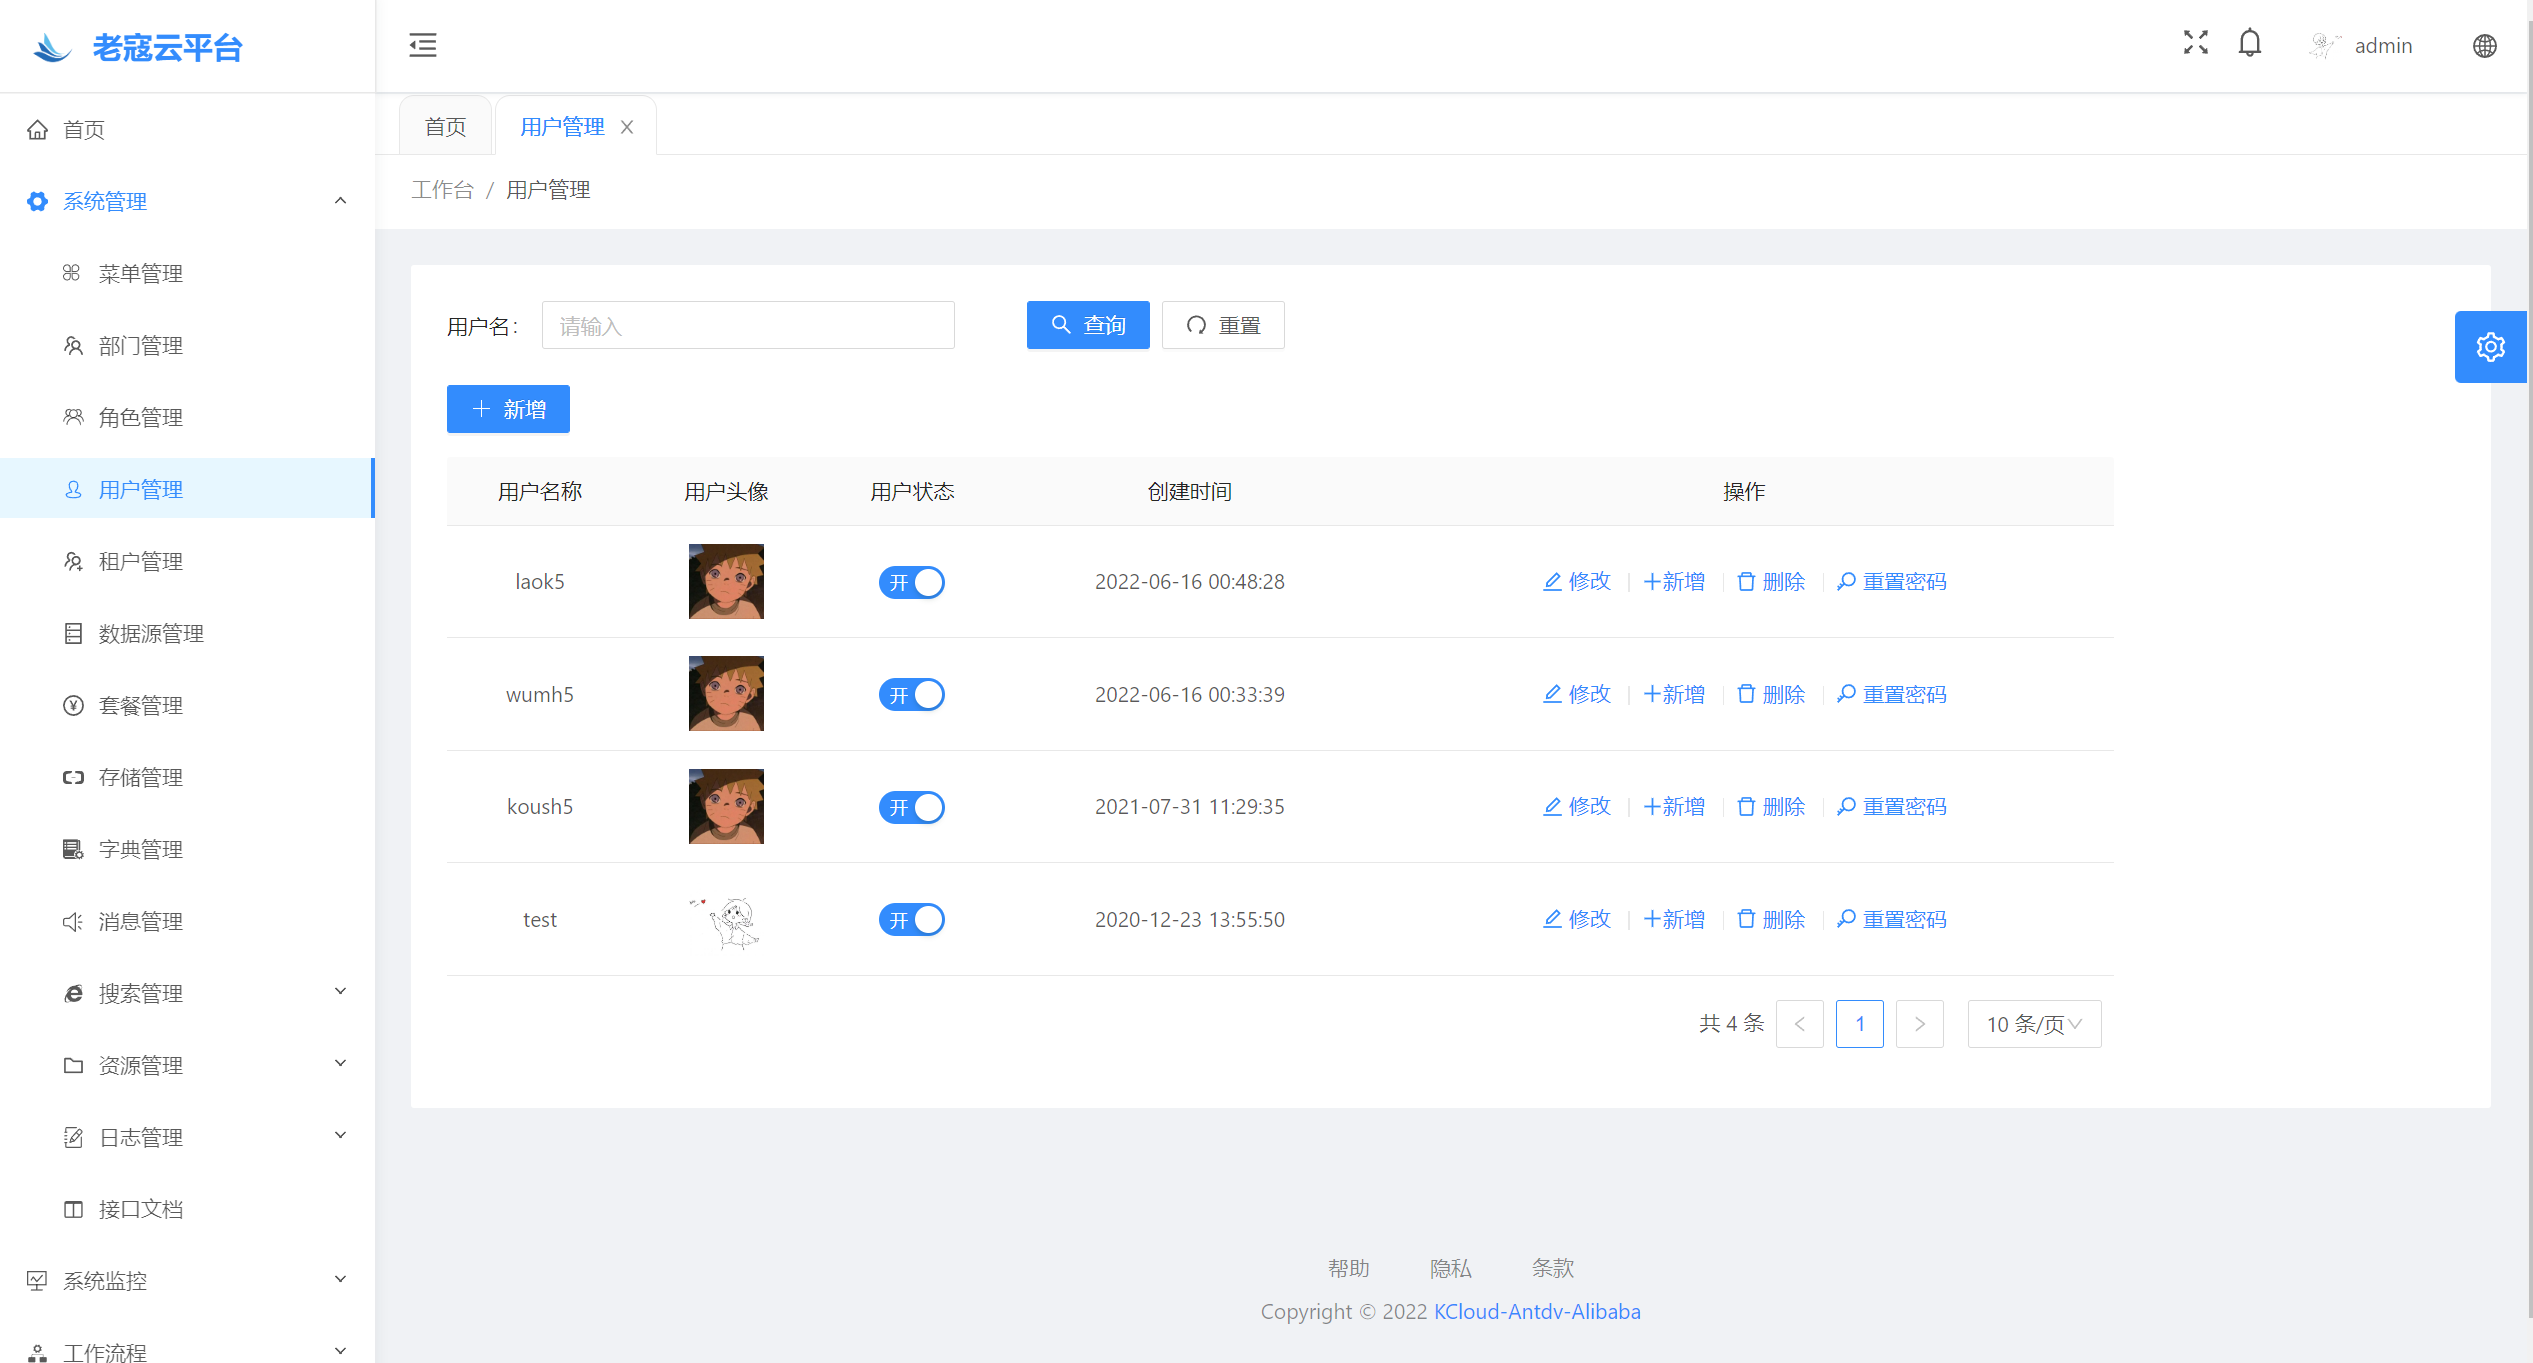 老寇云平台
admin
首页
系统管理
菜单管理
部门管理
角色管理
用户管理
租户管理
数据源管理
套餐管理
存储管理
字典管理
消息管理
搜索管理
资源管理
日志管理
接口文档
系统监控
工作流程
首页 用户管理
工作台 / 用户管理
用户名： 请输入 查询 重置
新增
用户名称 用户头像 用户状态 创建时间 操作
laok5 开 2022-06-16 00:48:28 修改 新增 删除 重置密码
wumh5 开 2022-06-16 00:33:39 修改 新增 删除 重置密码
koush5 开 2021-07-31 11:29:35 修改 新增 删除 重置密码
test 开 2020-12-23 13:55:50 修改 新增 删除 重置密码
共 4 条 1 10 条/页
帮助 隐私 条款
Copyright © 2022 KCloud-Antdv-Alibaba